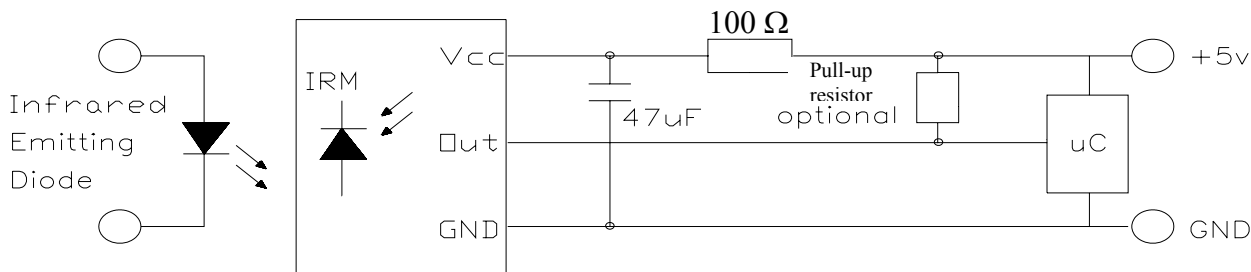 100 Ω
Vcc
+5v
IRM
Pull-up
resistor
optional
47uF
Infrared
Emitting
Diode
Out
uC
GND
GND